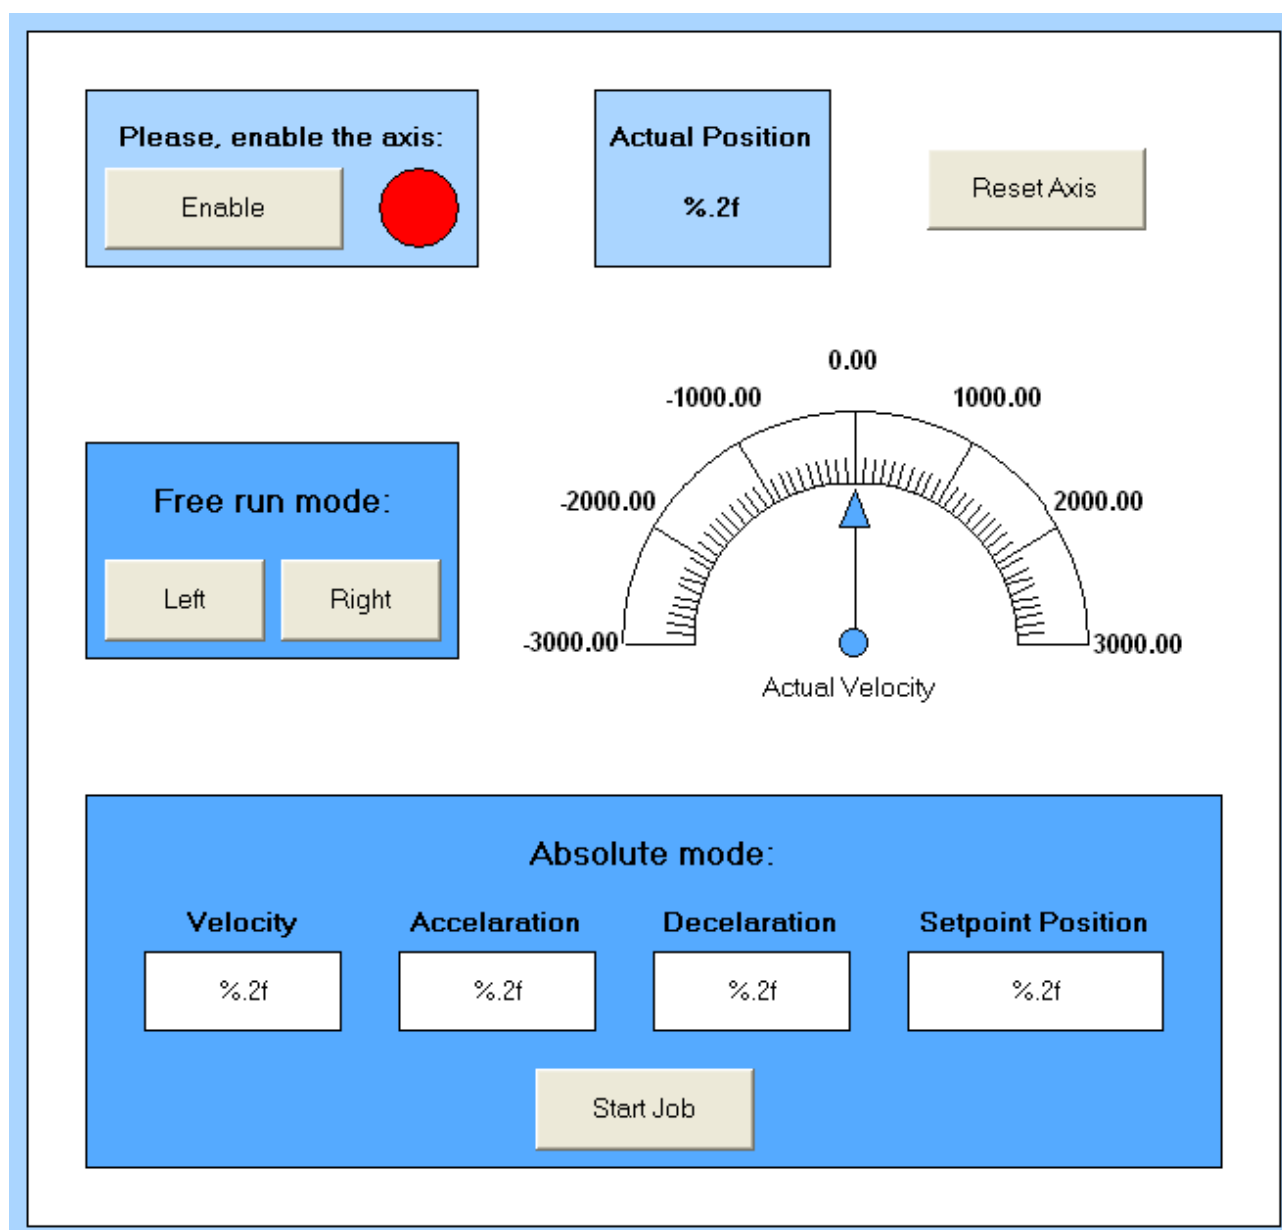 Please, enable the axis:
Enable
Actual Position
%.2f
Reset Axis
0.00
-1000.00
1000.00
-2000.00
2000.00
-3000.00
3000.00
Actual Velocity
Free run mode:
Left
Right
Absolute mode:
Velocity
Accelaration
Decelaration
Setpoint Position
%.2f
%.2f
%.2f
%.2f
Start Job